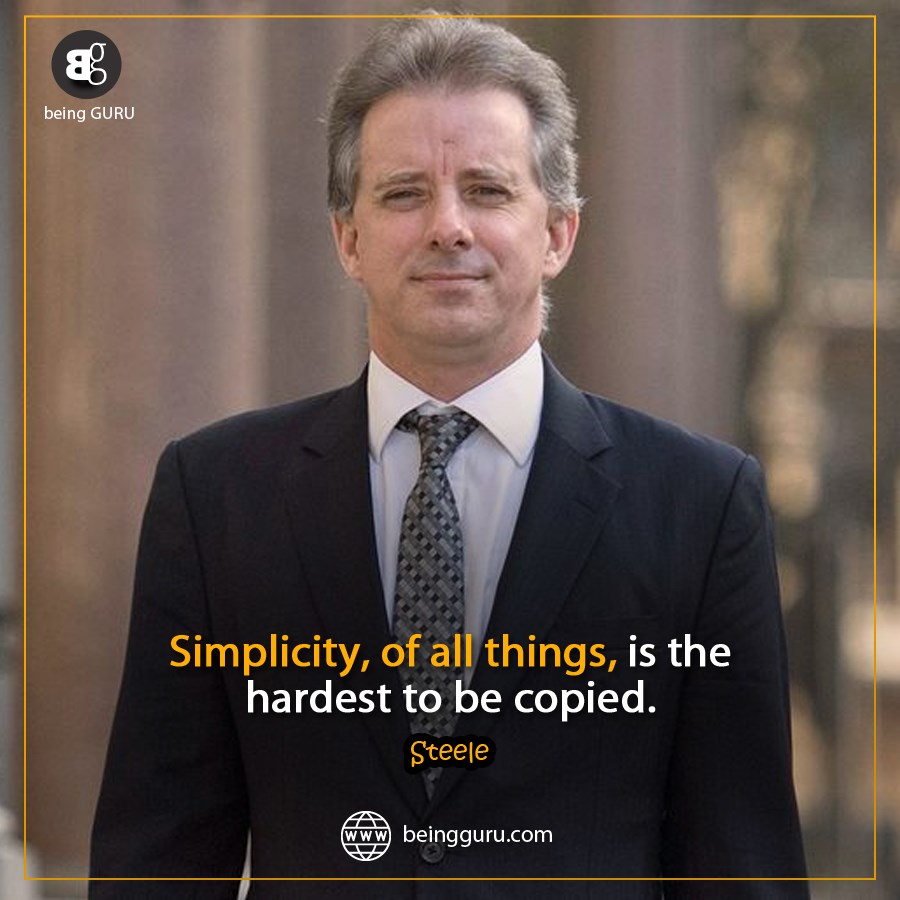 BG
being GURU
Simplicity, of all things, is the
hardest to be copied.
Steele
www
beingguru.com